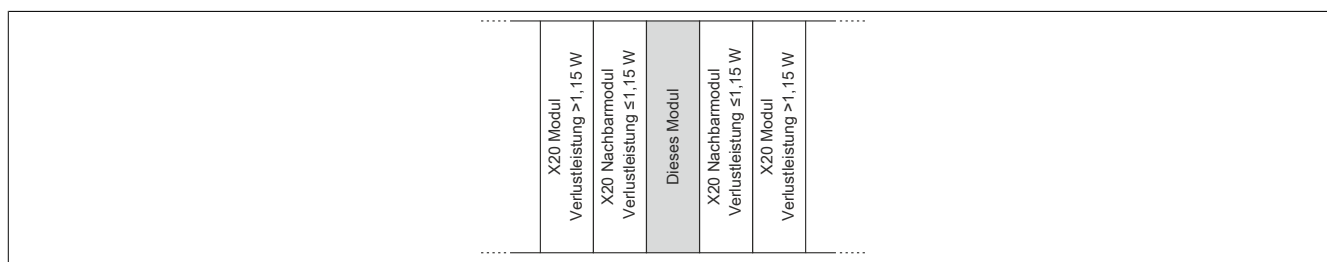 X20 Modul
Verlustleistung >1,15 W
X20 Nachbarmodul
Verlustleistung ≤1,15 W
Dieses Modul
X20 Nachbarmodul
Verlustleistung ≤1,15 W
X20 Modul
Verlustleistung >1,15 W